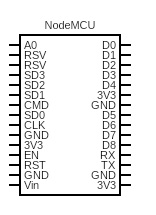 NodeMCU
A0 D0
RSV D1
RSV D2
SD3 D3
SD2 D4
SD1 3V3
CMD GND
SD0 D5
CLK D6
GND D7
3V3 D8
EN RX
RST TX
GND GND
Vin 3V3